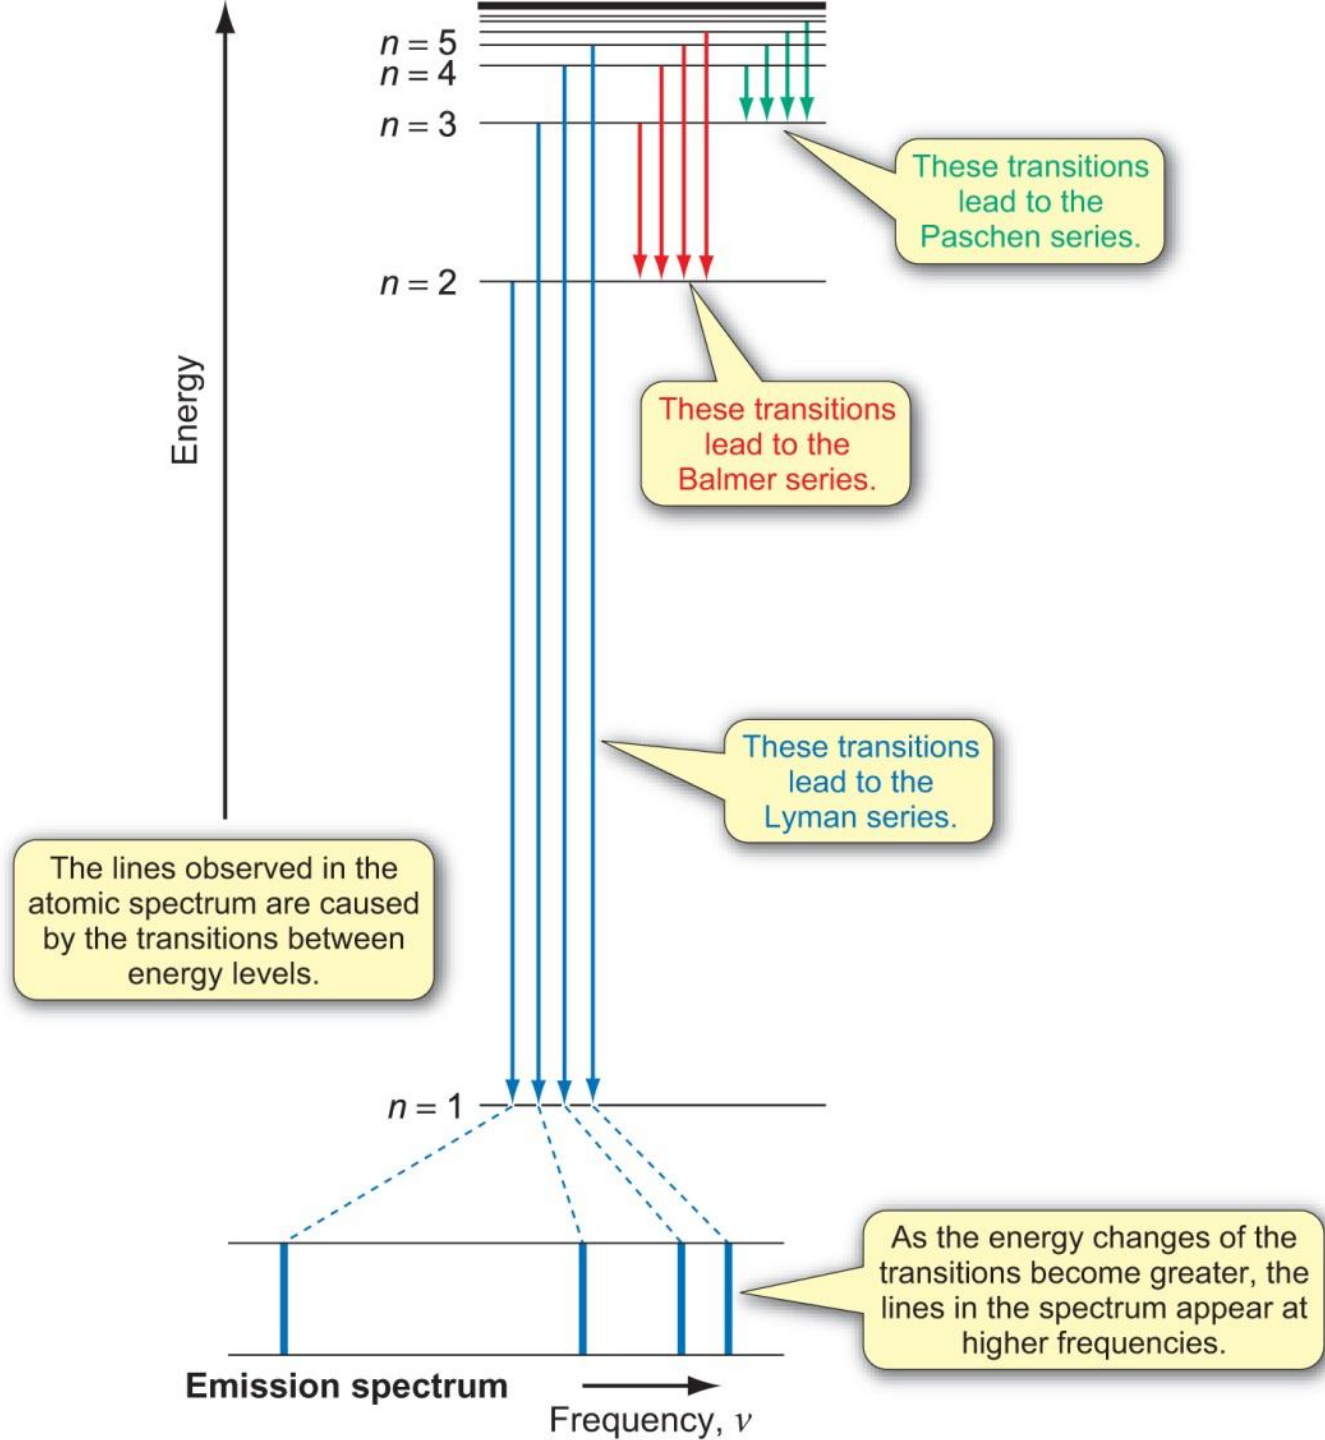 n = 5
n = 4
n = 3
These transitions
lead to the
Paschen series.
n = 2
Energy
These transitions
lead to the
Balmer series.
These transitions
lead to the
Lyman series.
The lines observed in the
atomic spectrum are caused
by the transitions between
energy levels.
n = 1
As the energy changes of the
transitions become greater, the
lines in the spectrum appear at
higher frequencies.
Emission spectrum
Frequency, ν